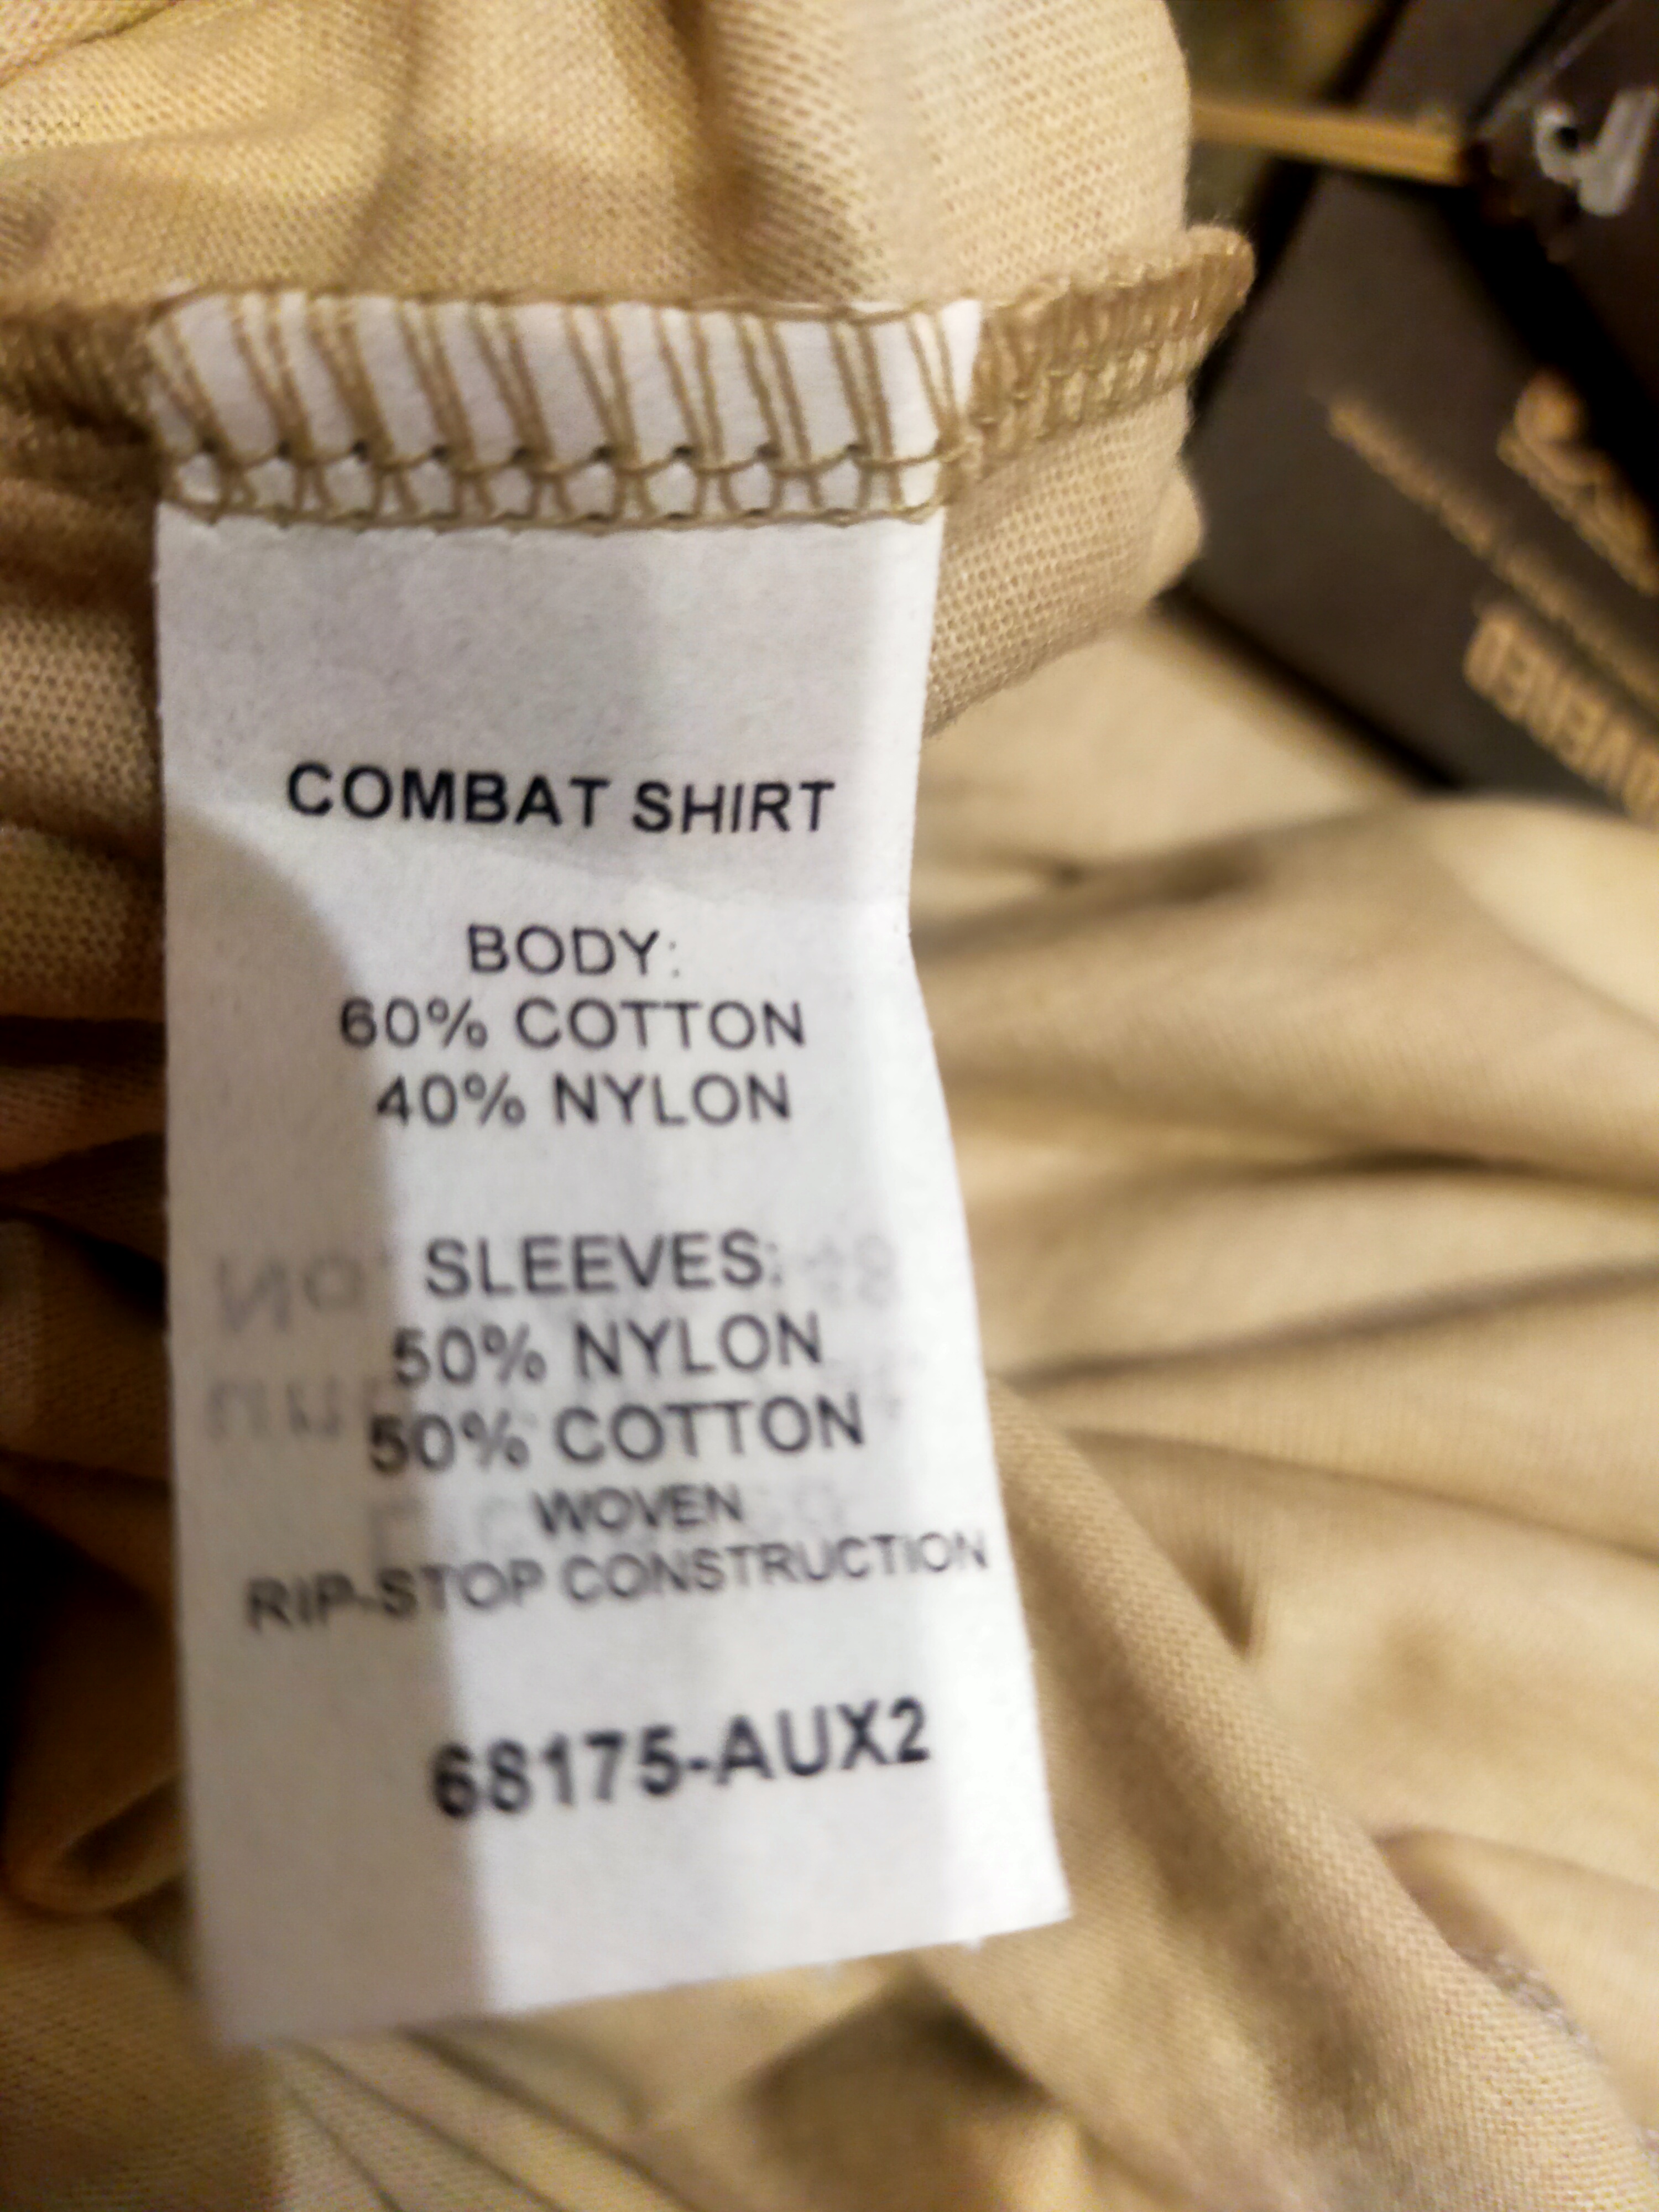 COMBAT SHIRT
BODY:
60% COTTON
40% NYLON
SLEEVES:
50% NYLON
50% COTTON
WOVEN
RIP-STOP CONSTRUCTION
68175-AUX2